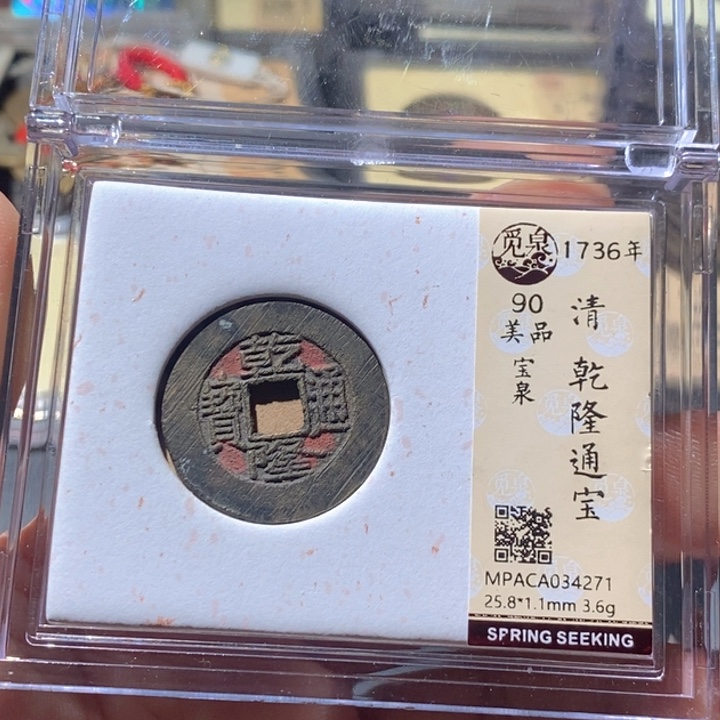 觅泉
1736年
90
美品
宝泉
清 乾隆通宝
MPACA034271
25.8*1.1mm 3.6g
SPRING SEEKING
乾隆通寶